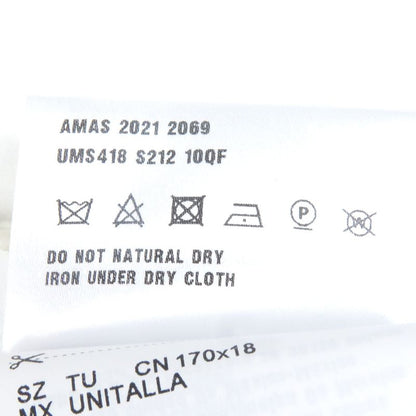 AMAS 2021 2069
UMS418 S212 10QF
P
W
DO NOT NATURAL DRY
IRON UNDER DRY CLOTH
SZ TU CN 170x18
MX UNITALLA